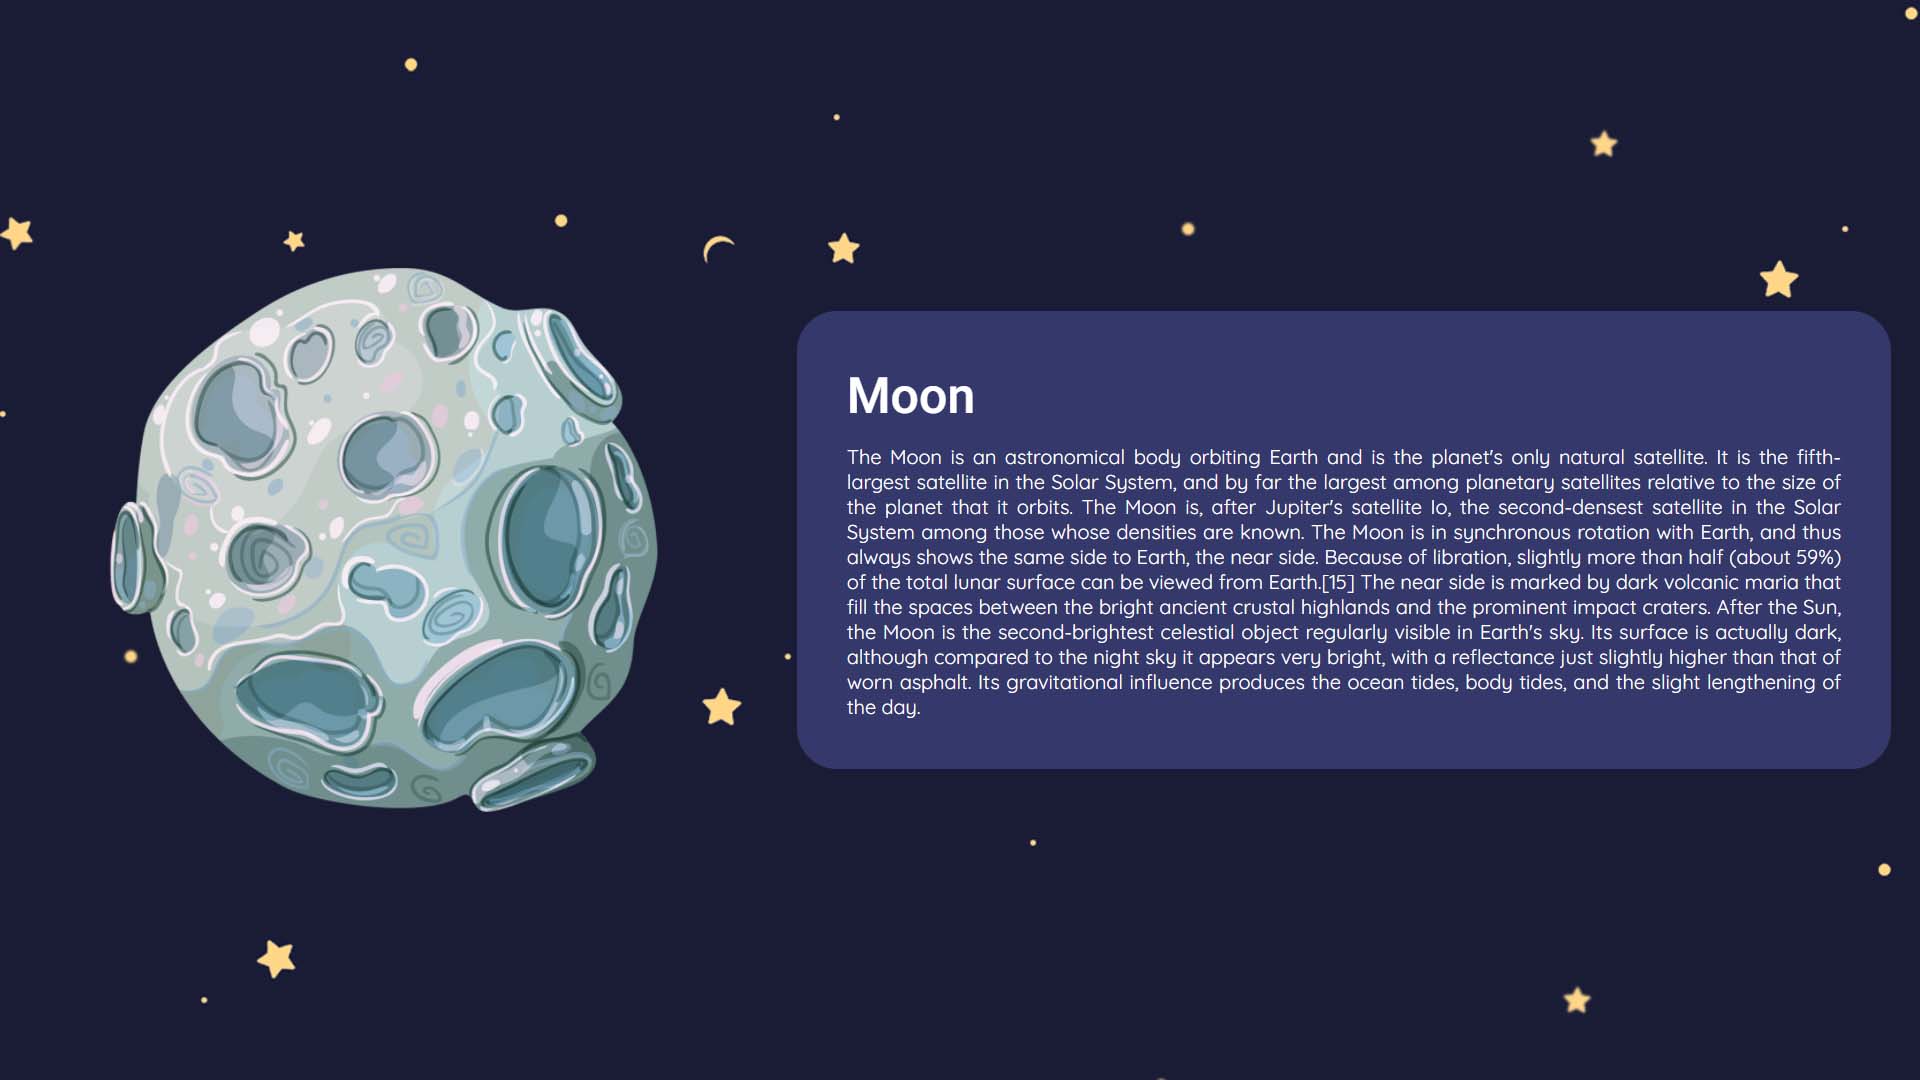 Moon
The Moon is an astronomical body orbiting Earth and is the planet's only natural satellite. It is the fifth-
largest satellite in the Solar System, and by far the largest among planetary satellites relative to the size of
the planet that it orbits. The Moon is, after Jupiter's satellite Io, the second-densest satellite in the Solar
System among those whose densities are known. The Moon is in synchronous rotation with Earth, and thus
always shows the same side to Earth, the near side. Because of libration, slightly more than half (about 59%)
of the total lunar surface can be viewed from Earth.[15] The near side is marked by dark volcanic maria that
fill the spaces between the bright ancient crustal highlands and the prominent impact craters. After the Sun,
the Moon is the second-brightest celestial object regularly visible in Earth's sky. Its surface is actually dark,
although compared to the night sky it appears very bright, with a reflectance just slightly higher than that of
worn asphalt. Its gravitational influence produces the ocean tides, body tides, and the slight lengthening of
the day.